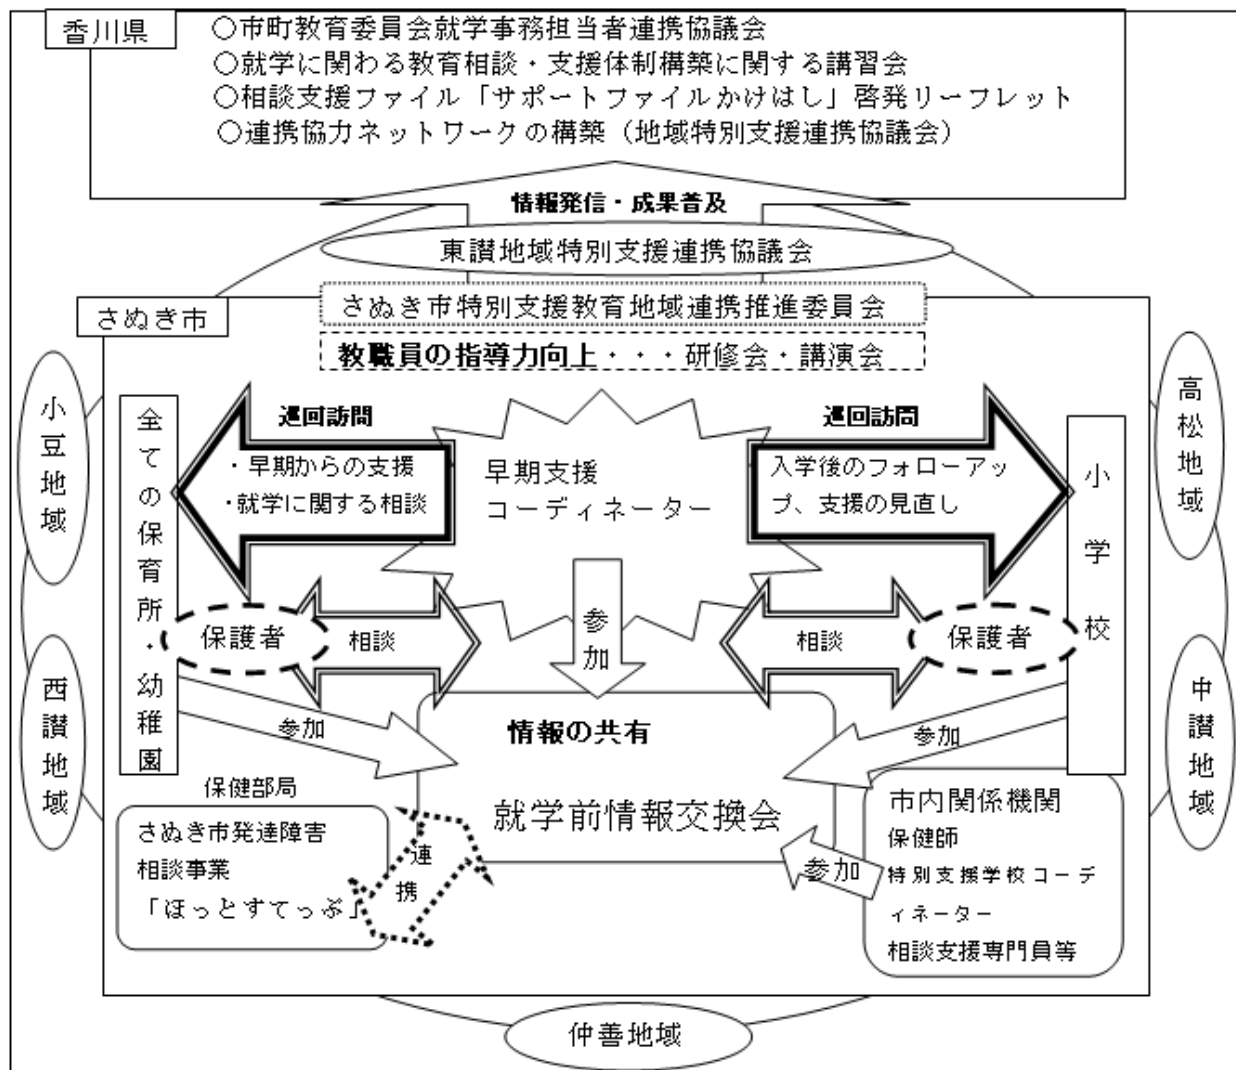 香川県
○市町教育委員会就学事務担当者連携協議会
○就学に関わる教育相談・支援体制構築に関する講習会
○相談支援ファイル「サポートファイルかけはし」啓発リーフレット
○連携協力ネットワークの構築（地域特別支援連携協議会）
情報発信・成果普及
東讃地域特別支援連携協議会
さぬき市
さぬき市特別支援教育地域連携推進委員会
教職員の指導力向上・・・研修会・講演会
小豆地域
西讃地域
高松地域
中讃地域
仲善地域
全ての保育所・幼稚園
巡回訪問
・早期からの支援
・就学に関する相談
早期支援
コーディネーター
巡回訪問
入学後のフォローアッ
プ、支援の見直し
小学校
保護者
相談
参加
相談
保護者
参加
情報の共有
就学前情報交換会
参加
保健部局
さぬき市発達障害
相談事業
「ほっとすてっぷ」
連携
参加
市内関係機関
保健師
特別支援学校コーデ
ィネーター
相談支援専門員等